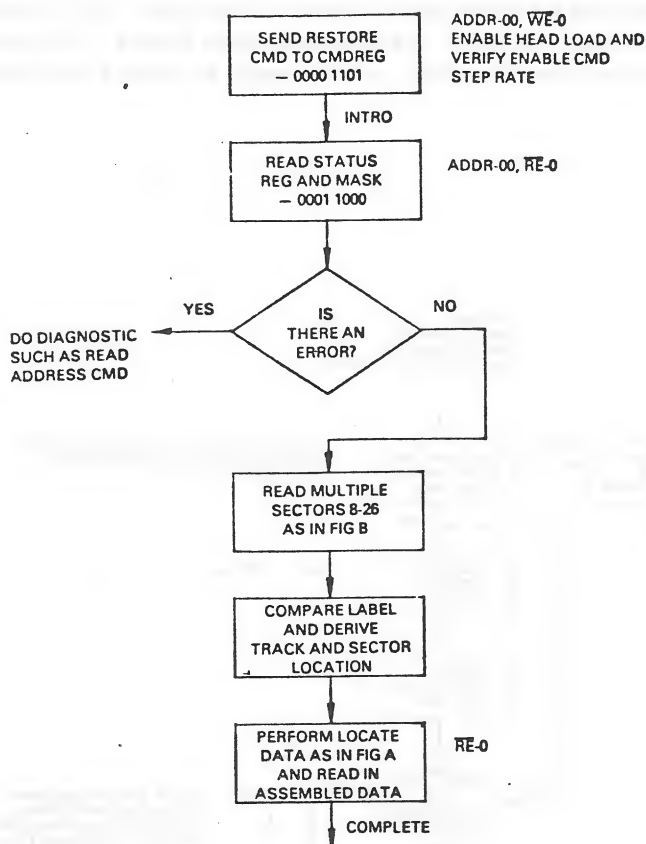 SEND RESTORE
CMD TO CMDREG
– 0000 1101
ADDR-00, WE-0
ENABLE HEAD LOAD AND
VERIFY ENABLE CMD
STEP RATE
INTRO
READ STATUS
REG AND MASK
– 0001 1000
ADDR-00, RE-0
IS
THERE AN
ERROR?
YES
NO
DO DIAGNOSTIC
SUCH AS READ
ADDRESS CMD
READ MULTIPLE
SECTORS 8-26
AS IN FIG B
COMPARE LABEL
AND DERIVE
TRACK AND SECTOR
LOCATION
PERFORM LOCATE
DATA AS IN FIG A
AND READ IN
ASSEMBLED DATA
RE-0
COMPLETE